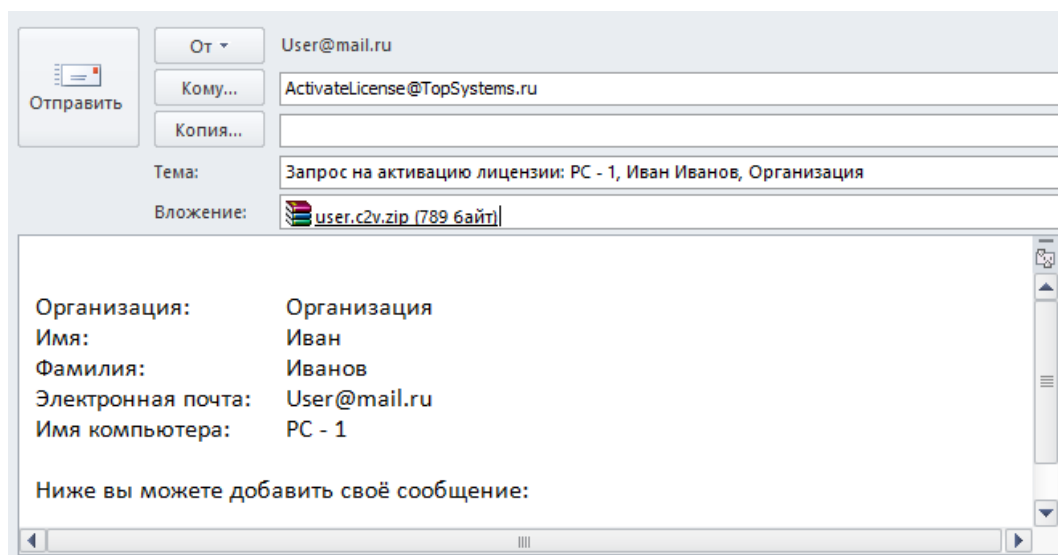 От
User@mail.ru
Отправить
Кому...
ActivateLicense@TopSystems.ru
Копия...
Тема:
Запрос на активацию лицензии: PC - 1, Иван Иванов, Организация
Вложение:
user.c2v.zip (789 байт)
Организация: Организация
Имя: Иван
Фамилия: Иванов
Электронная почта: User@mail.ru
Имя компьютера: PC - 1
Ниже вы можете добавить своё сообщение: